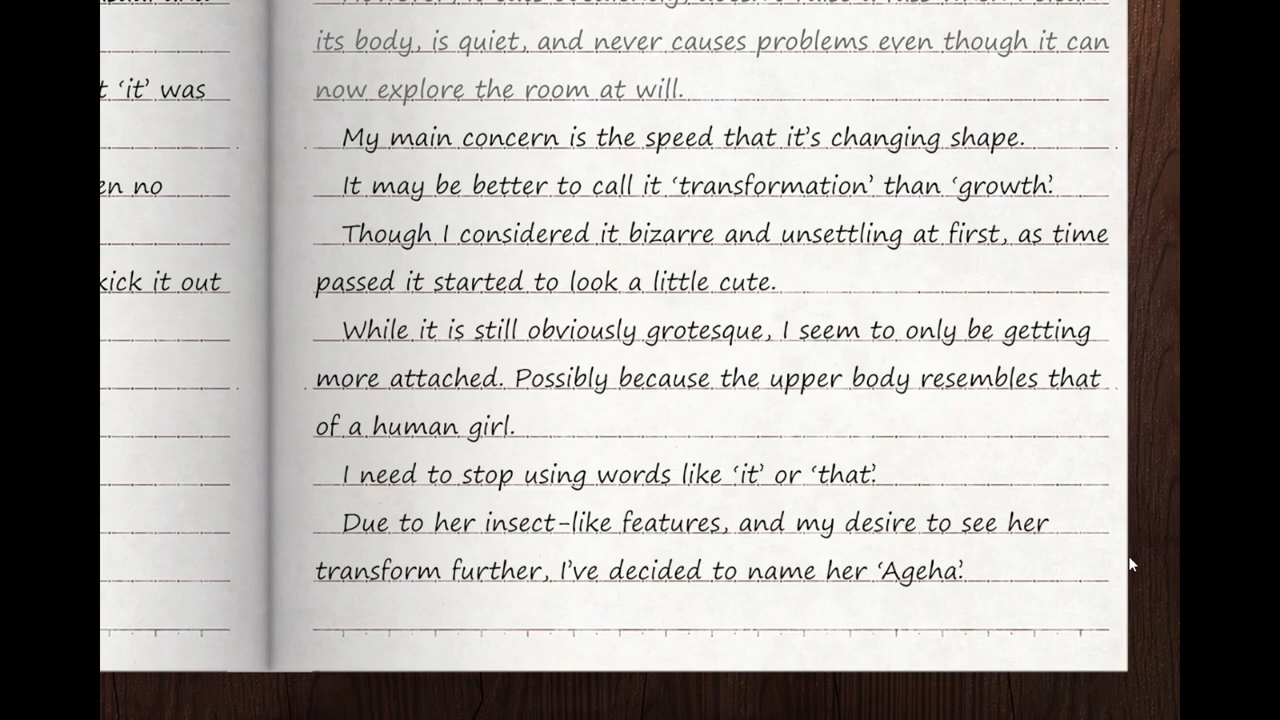 t ‘it’ was
en no
kick it out
its body, is quiet, and never causes problems even though it can
now explore the room at will.
My main concern is the speed that it’s changing shape.
It may be better to call it ‘transformation’ than ‘growth’.
Though I considered it bizarre and unsettling at first, as time
passed it started to look a little cute.
While it is still obviously grotesque, I seem to only be getting
more attached. Possibly because the upper body resembles that
of a human girl.
I need to stop using words like ‘it’ or ‘that’.
Due to her insect-like features, and my desire to see her
transform further, I’ve decided to name her ‘Ageha’.